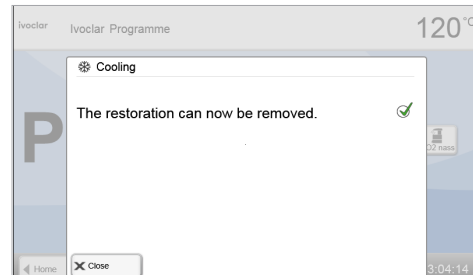 ivoclar
Ivoclar Programme
120 °C
Cooling
The restoration can now be removed.
P
O2 nass
Close
Home
3:04:14